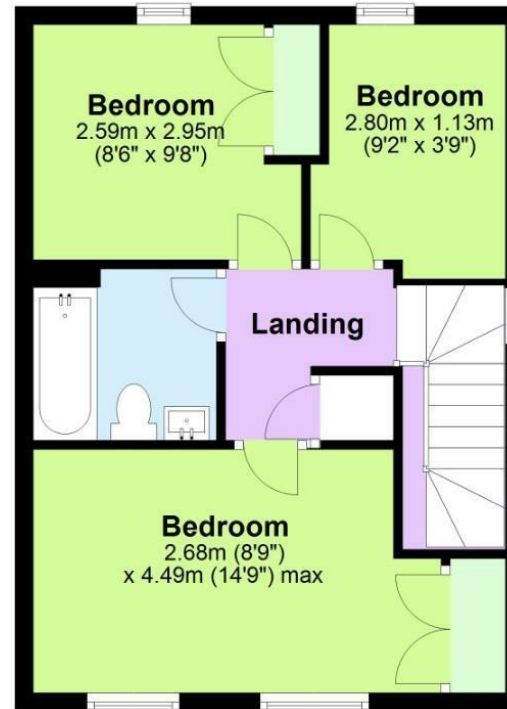 Bedroom
2.59m x 2.95m
(8'6" x 9'8")
Bedroom
2.80m x 1.13m
(9'2" x 3'9")
Landing
Bedroom
2.68m (8'9")
x 4.49m (14'9") max